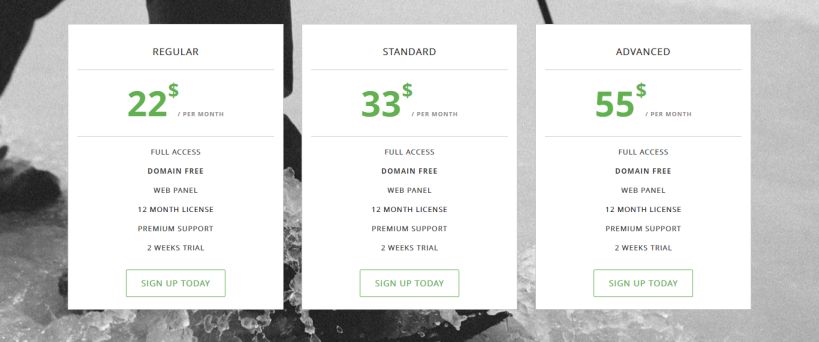 REGULAR
22$ / PER MONTH
FULL ACCESS
DOMAIN FREE
WEB PANEL
12 MONTH LICENSE
PREMIUM SUPPORT
2 WEEKS TRIAL
SIGN UP TODAY
STANDARD
33$ / PER MONTH
FULL ACCESS
DOMAIN FREE
WEB PANEL
12 MONTH LICENSE
PREMIUM SUPPORT
2 WEEKS TRIAL
SIGN UP TODAY
ADVANCED
55$ / PER MONTH
FULL ACCESS
DOMAIN FREE
WEB PANEL
12 MONTH LICENSE
PREMIUM SUPPORT
2 WEEKS TRIAL
SIGN UP TODAY